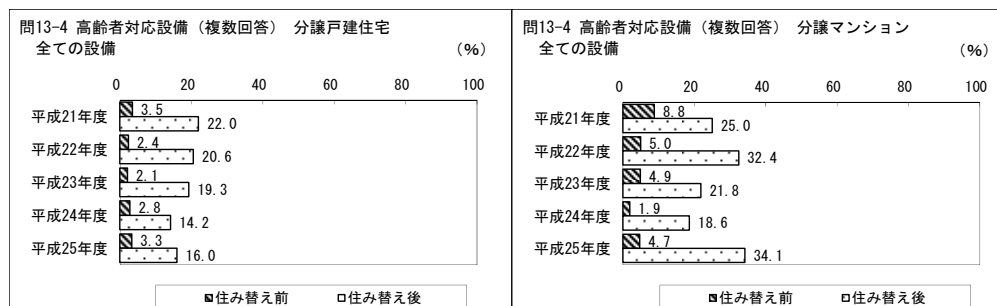 問13-4 高齢者対応設備（複数回答） 分譲戸建住宅
全ての設備
(%)
0 20 40 60 80 100
平成21年度 3.5 22.0
平成22年度 2.4 20.6
平成23年度 2.1 19.3
平成24年度 2.8 14.2
平成25年度 3.3 16.0
住み替え前 住み替え後
問13-4 高齢者対応設備（複数回答） 分譲マンション
全ての設備
(%)
0 20 40 60 80 100
平成21年度 8.8 25.0
平成22年度 5.0 32.4
平成23年度 4.9 21.8
平成24年度 1.9 18.6
平成25年度 4.7 34.1
住み替え前 住み替え後